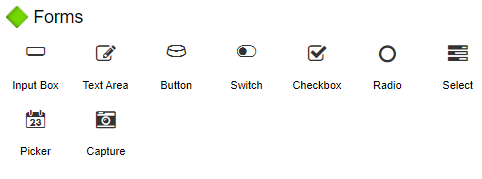 Forms
Input Box Text Area Button Switch Checkbox Radio Select
23
Picker Capture